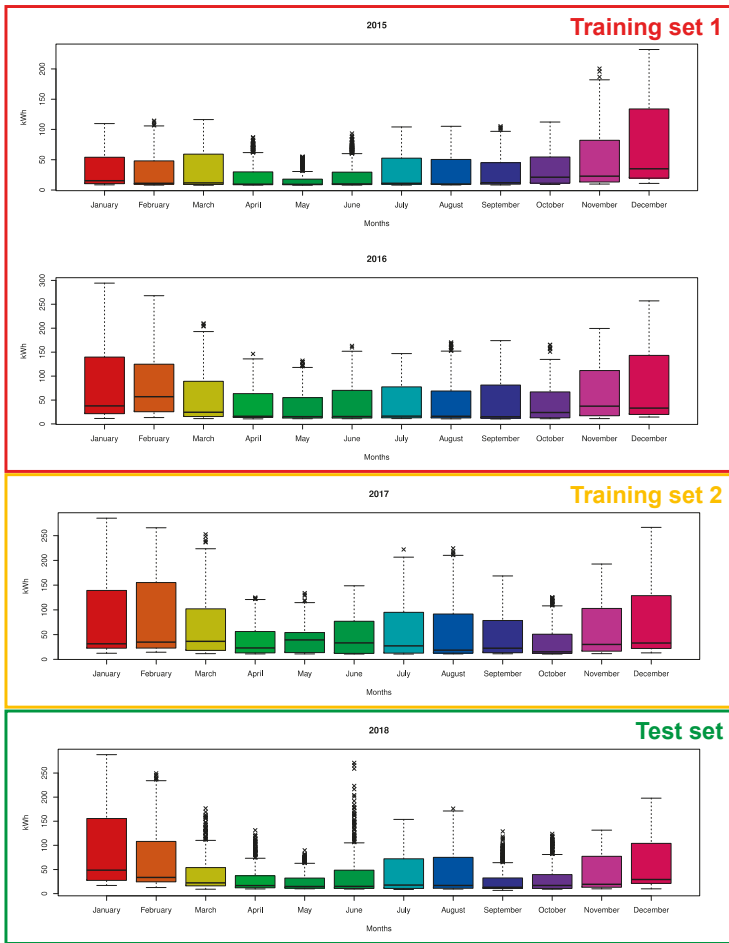 2015 Training set 1
200
150
100
50
0
kWh
January February March April May June July August September October November December
Months
2016
300
250
200
150
100
50
0
kWh
January February March April May June July August September October November December
Months
2017 Training set 2
250
200
150
100
50
0
kWh
January February March April May June July August September October November December
Months
2018 Test set
250
200
150
100
50
0
kWh
January February March April May June July August September October November December
Months